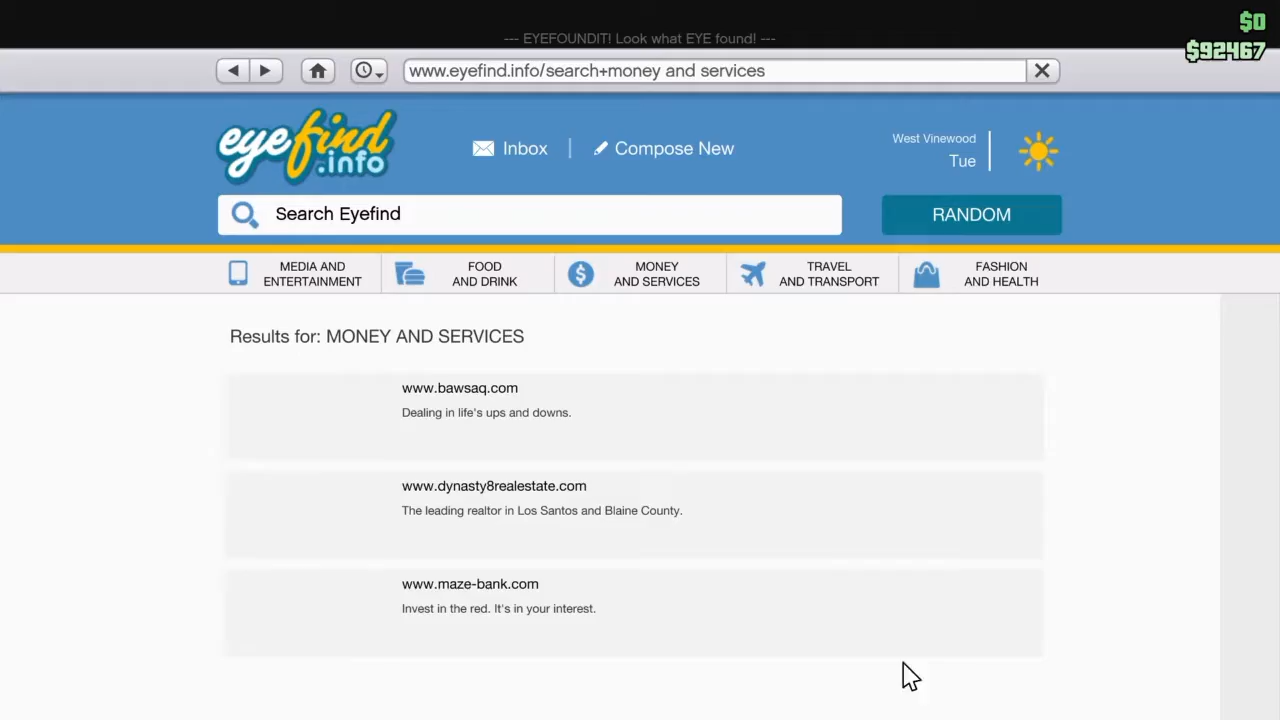 $0
--- EYEFOUNDIT! Look what EYE found! ---
$92467
www.eyefind.info/search+money and services
eyefind
.info
Inbox
Compose New
West Vinewood
Tue
Search Eyefind
RANDOM
MEDIA AND
ENTERTAINMENT
FOOD
AND DRINK
MONEY
AND SERVICES
TRAVEL
AND TRANSPORT
FASHION
AND HEALTH
Results for: MONEY AND SERVICES
www.bawsaq.com
Dealing in life's ups and downs.
www.dynasty8realestate.com
The leading realtor in Los Santos and Blaine County.
www.maze-bank.com
Invest in the red. It's in your interest.